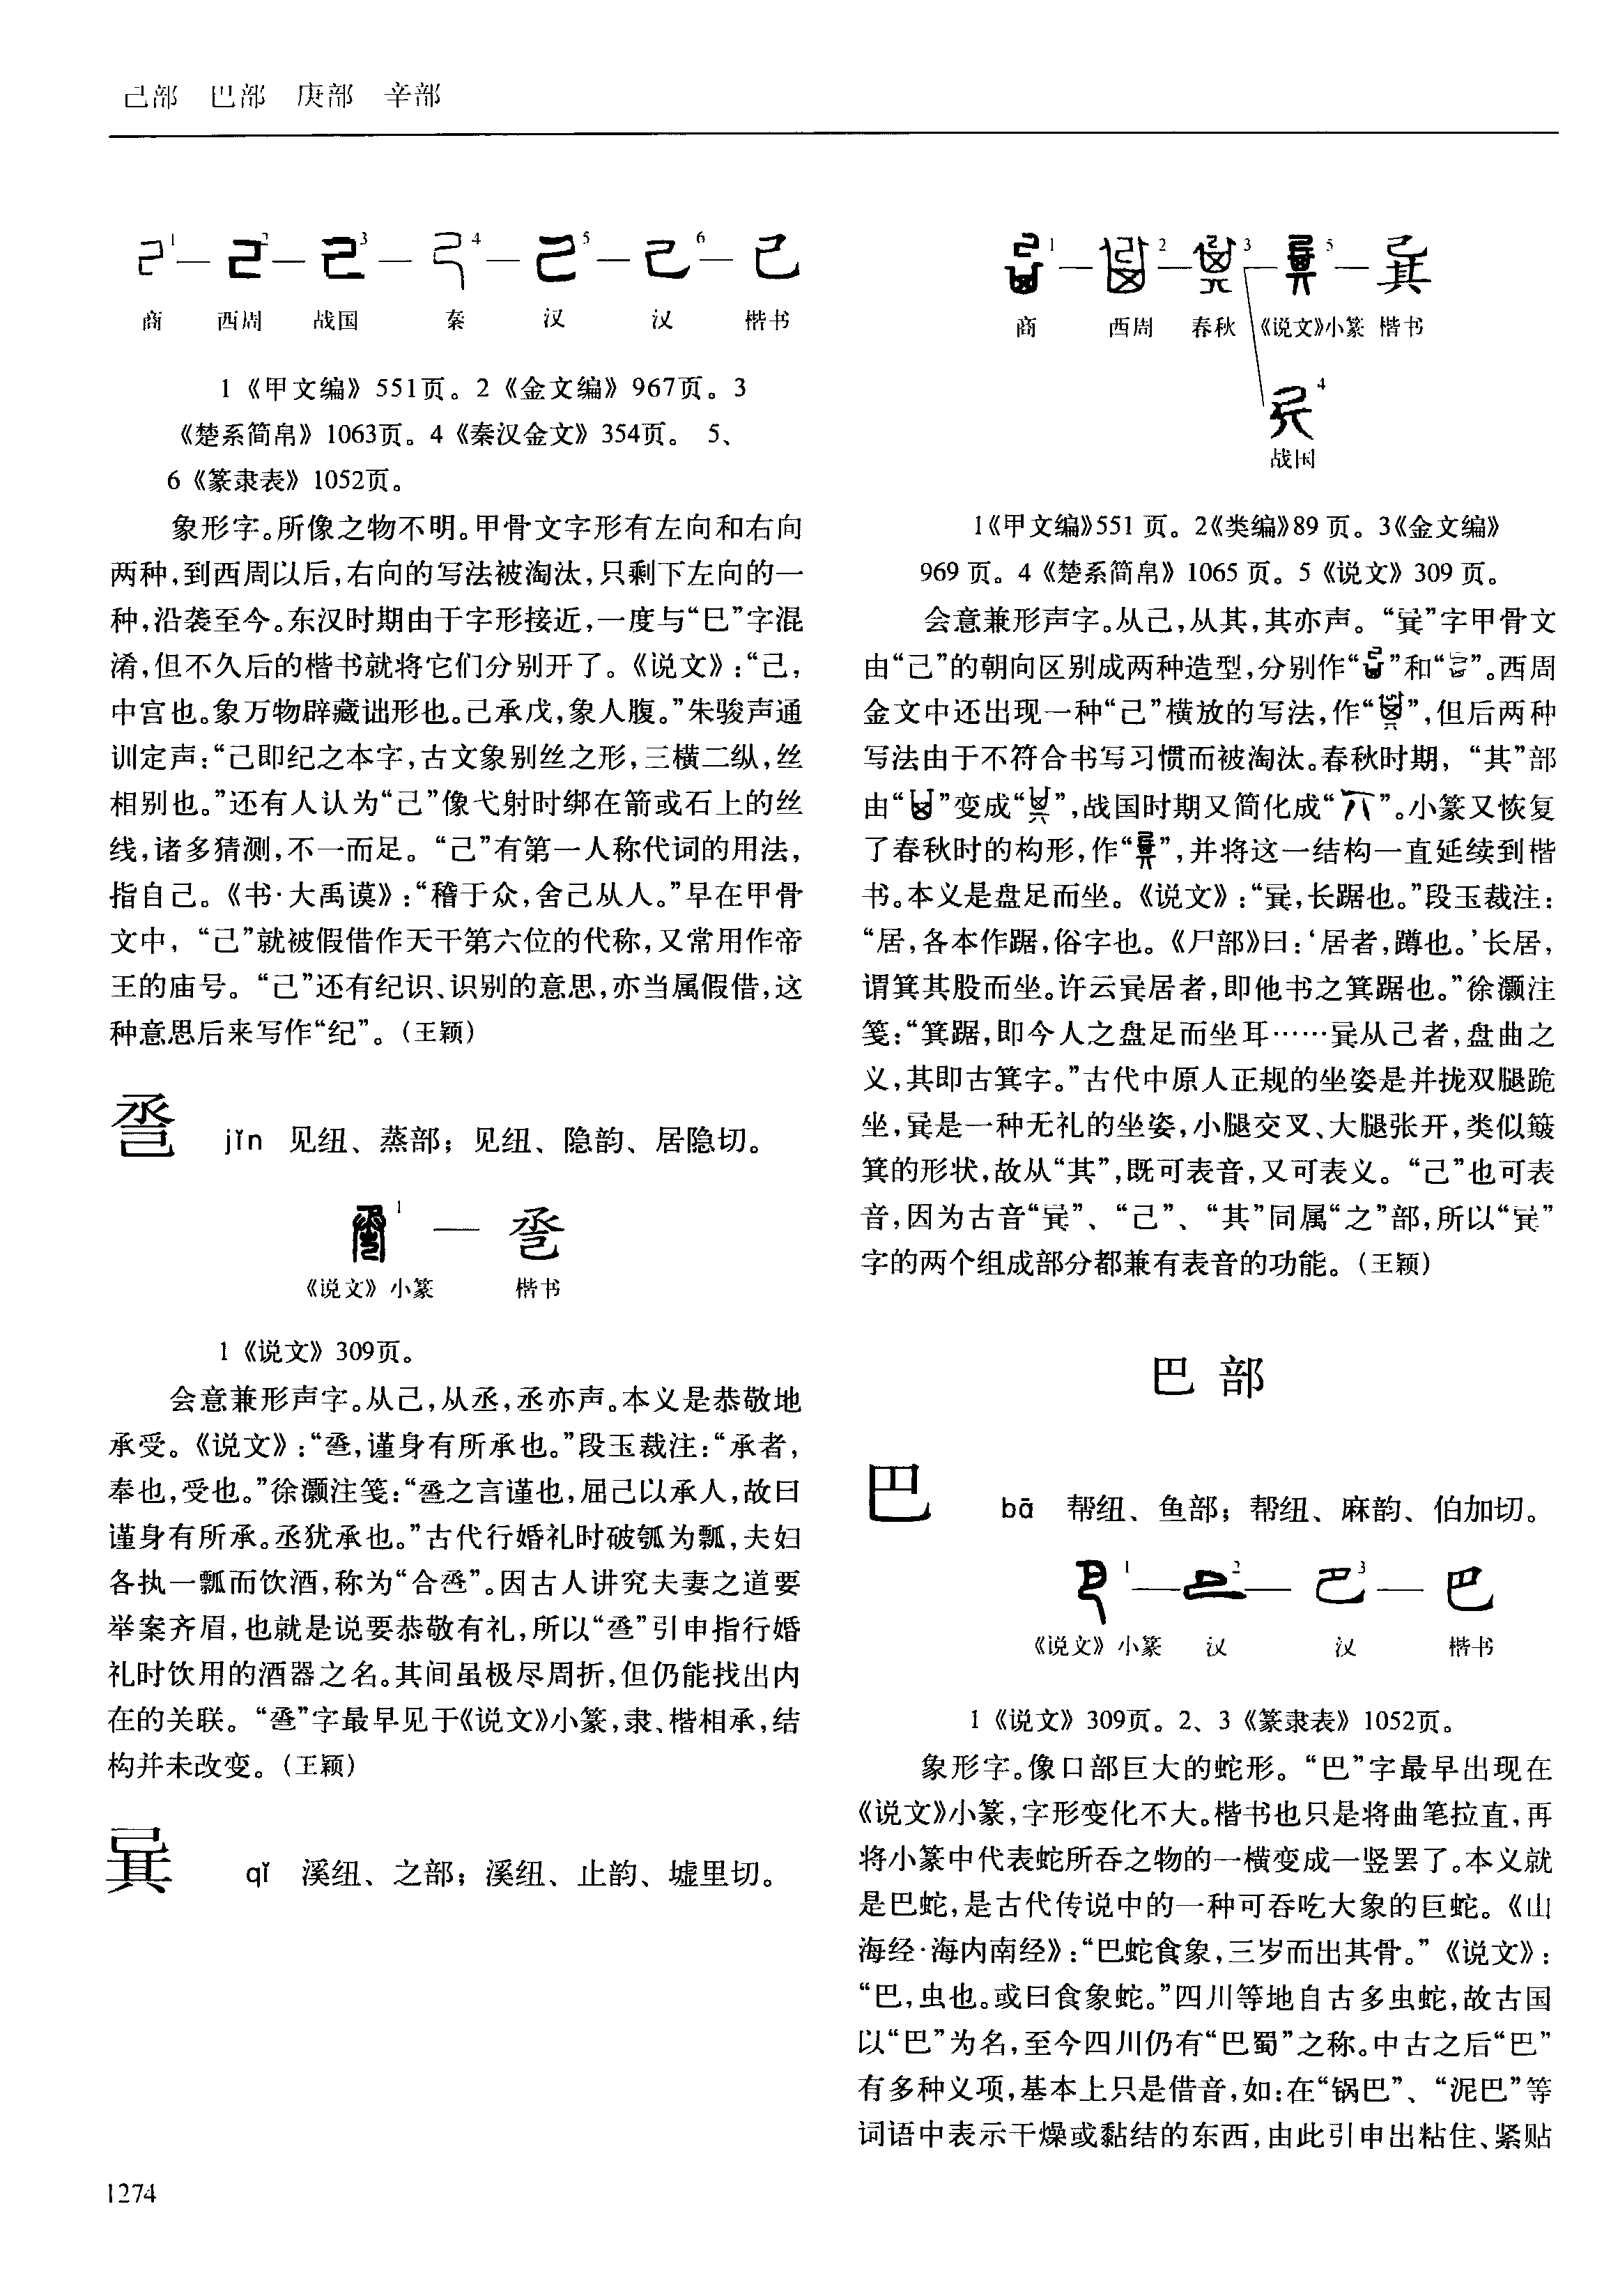 己部 巴部 庚部 辛部
1 2 3 4 5 6 己
商 西周 战国 秦 汉 汉 楷书
1《甲文编》551页。2《金文编》967页。3
《楚系简帛》1063页。4《秦汉金文》354页。 5、
6《篆隶表》1052页。
象形字。所像之物不明。甲骨文字形有左向和右向
两种,到西周以后,右向的写法被淘汰,只剩下左向的一
种,沿袭至今。东汉时期由于字形接近,一度与“巳”字混
淆,但不久后的楷书就将它们分别开了。《说文》:“己,
中宫也。象万物辟藏诎形也。己承戊,象人腹。”朱骏声通
训定声:“己即纪之本字,古文象别丝之形,三横二纵,丝
相别也。”还有人认为“己”像弋射时绑在箭或石上的丝
线,诸多猜测,不一而足。“己”有第一人称代词的用法,
指自己。《书·大禹谟》:“稽于众,舍己从人。”早在甲骨
文中,“己”就被假借作天干第六位的代称,又常用作帝
王的庙号。“己”还有纪识、识别的意思,亦当属假借,这
种意思后来写作“纪”。(王颖)
卺 jǐn 见纽、蒸部;见纽、隐韵、居隐切。
1 — 卺
《说文》小篆 楷书
1《说文》309页。
会意兼形声字。从己,从丞,丞亦声。本义是恭敬地
承受。《说文》:“卺,谨身有所承也。”段玉裁注:“承者,
奉也,受也。”徐灏注笺:“卺之言谨也,屈己以承人,故曰
谨身有所承。丞犹承也。”古代行婚礼时破瓠为瓢,夫妇
各执一瓢而饮酒,称为“合卺”。因古人讲究夫妻之道要
举案齐眉,也就是说要恭敬有礼,所以“卺”引申指行婚
礼时饮用的酒器之名。其间虽极尽周折,但仍能找出内
在的关联。“卺”字最早见于《说文》小篆,隶、楷相承,结
构并未改变。(王颖)
㠱 qǐ 溪纽、之部;溪纽、止韵、墟里切。
1 2 3 5 㠱
商 西周 春秋 《说文》小篆 楷书
4
战国
1《甲文编》551页。2《类编》89页。3《金文编》
969页。4《楚系简帛》1065页。5《说文》309页。
会意兼形声字。从己,从其,其亦声。“㠱”字甲骨文
由“己”的朝向区别成两种造型,分别作“”和“”。西周
金文中还出现一种“己”横放的写法,作“”,但后两种
写法由于不符合书写习惯而被淘汰。春秋时期,“其”部
由“”变成“”,战国时期又简化成“”。小篆又恢复
了春秋时的构形,作“”,并将这一结构一直延续到楷
书。本义是盘足而坐。《说文》:“㠱,长踞也。”段玉裁注:
“居,各本作踞,俗字也。《尸部》曰:‘居者,蹲也。’长居,
谓箕其股而坐。许云㠱居者,即他书之箕踞也。”徐灏注
笺:“箕踞,即今人之盘足而坐耳……㠱从己者,盘曲之
义,其即古箕字。”古代中原人正规的坐姿是并拢双腿跪
坐,㠱是一种无礼的坐姿,小腿交叉、大腿张开,类似簸
箕的形状,故从“其”,既可表音,又可表义。“己”也可表
音,因为古音“㠱”、“己”、“其”同属“之”部,所以“㠱”
字的两个组成部分都兼有表音的功能。(王颖)
巴部
巴 bā 帮纽、鱼部;帮纽、麻韵、伯加切。
1 2 3 巴
《说文》小篆 汉 汉 楷书
1《说文》309页。2、3《篆隶表》1052页。
象形字。像口部巨大的蛇形。“巴”字最早出现在
《说文》小篆,字形变化不大。楷书也只是将曲笔拉直,再
将小篆中代表蛇所吞之物的一横变成一竖罢了。本义就
是巴蛇,是古代传说中的一种可吞吃大象的巨蛇。《山
海经·海内南经》:“巴蛇食象,三岁而出其骨。”《说文》:
“巴,虫也。或曰食象蛇。”四川等地自古多虫蛇,故古国
以“巴”为名,至今四川仍有“巴蜀”之称。中古之后“巴”
有多种义项,基本上只是借音,如:在“锅巴”、“泥巴”等
词语中表示干燥或黏结的东西,由此引申出粘住、紧贴
1274